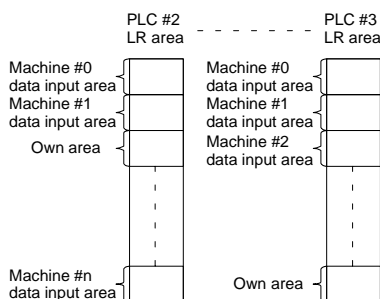 PLC #2
LR area
PLC #3
LR area
Machine #0
data input area
Machine #1
data input area
Own area
Machine #n
data input area
Machine #0
data input area
Machine #1
data input area
Machine #2
data input area
Own area